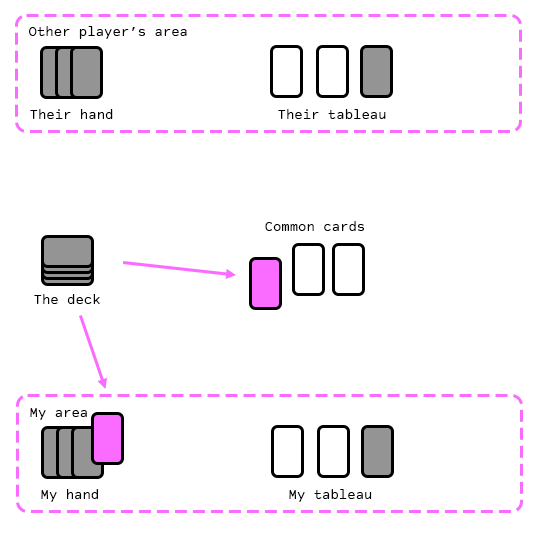 Other player’s area
Their hand
Their tableau
Common cards
The deck
My area
My hand
My tableau